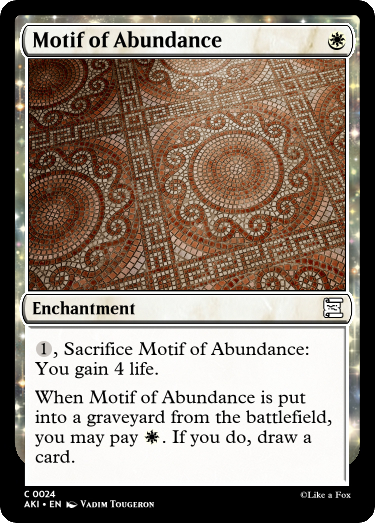 Motif of Abundance
Enchantment
1, Sacrifice Motif of Abundance:
You gain 4 life.
When Motif of Abundance is put
into a graveyard from the battlefield,
you may pay . If you do, draw a
card.
C 0024
AKI • EN Vadim Tougeron
©Like a Fox